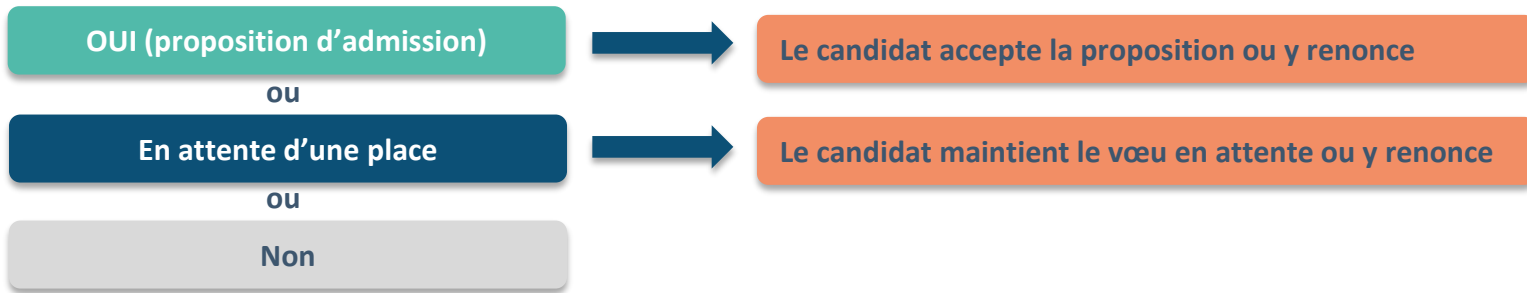 OUI (proposition d’admission)
Le candidat accepte la proposition ou y renonce
ou
En attente d’une place
Le candidat maintient le vœu en attente ou y renonce
ou
Non